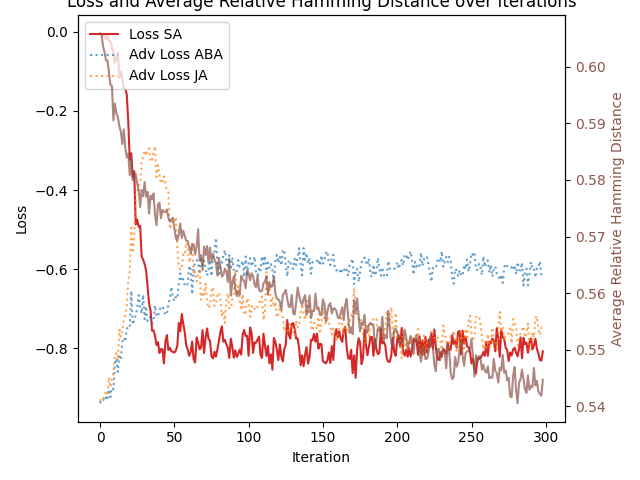 Loss and Average Relative Hamming Distance over Iterations
Loss SA
Adv Loss ABA
Adv Loss JA
0.0
−0.2
−0.4
−0.6
−0.8
Loss
0
50
100
150
200
250
300
Iteration
0.60
0.59
0.58
0.57
0.56
0.55
0.54
Average Relative Hamming Distance